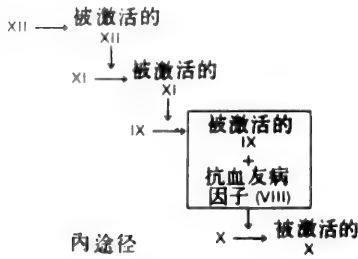 XII → 被激活的
XII
XI → 被激活的
XI
IX → 被激活的
IX
+
抗血友病
因子 (VIII)
X → 被激活的
X
内途径